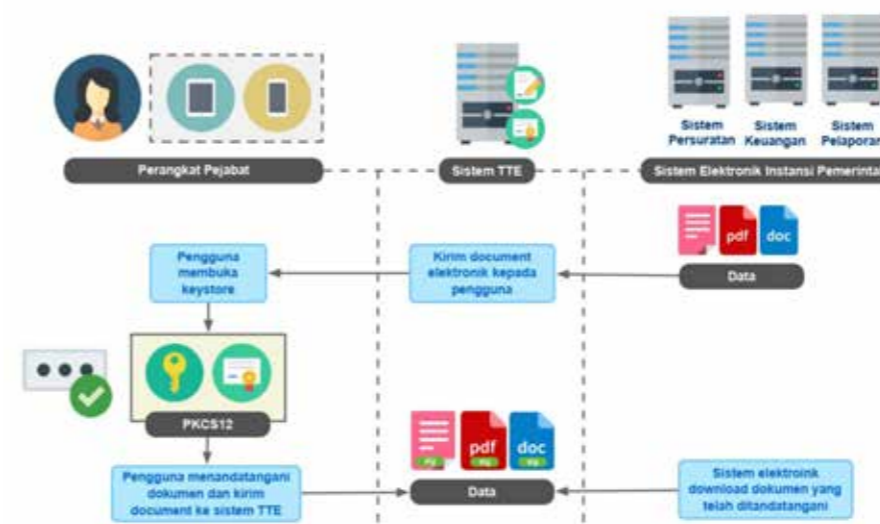 Sistem
Persuratan
Sistem
Keuangan
Sistem
Pelaporan
Perangkat Pejabat
Sistem TTE
Sistem Elektronik Instansi Pemerintah
Pengguna
membuka
keystore
Kirim document
elektronik kepada
pengguna
pdf
doc
Data
PKCS12
pdf
doc
Data
Pengguna menandatangani
dokumen dan kirim
document ke sistem TTE
Sistem elektroink
download dokumen yang
telah ditandatangani